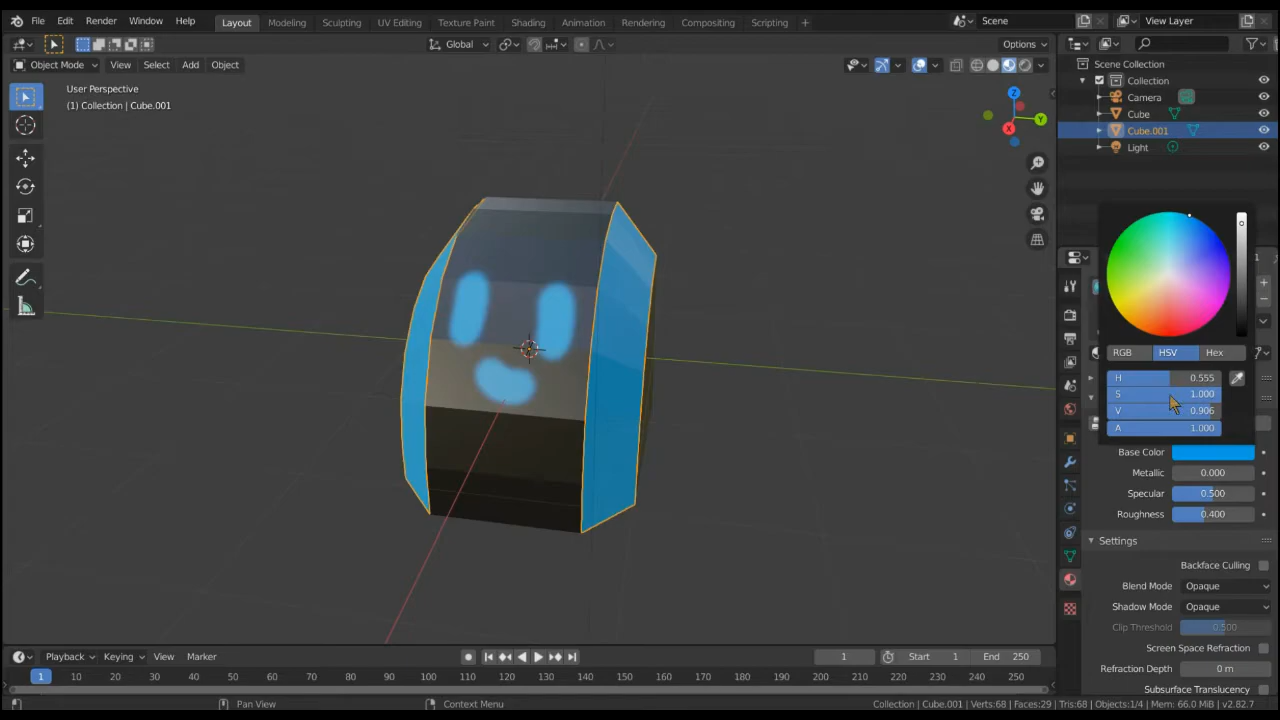 File Edit Render Window Help Layout Modeling Sculpting UV Editing Texture Paint Shading Animation Rendering Compositing Scripting + Scene View Layer
Global Options
Object Mode View Select Add Object
User Perspective
(1) Collection | Cube.001
Z
Y
X
Scene Collection
Collection
Camera
Cube
Cube.001
Light
RGB HSV Hex
H 0.555
S 1.000
V 0.906
A 1.000
Base Color
Metallic 0.000
Specular 0.500
Roughness 0.400
Settings
Backface Culling
Blend Mode Opaque
Shadow Mode Opaque
Clip Threshold 0.500
Screen Space Refraction
Refraction Depth 0 m
Subsurface Translucency
Playback Keying View Marker 1 Start 1 End 250
1 10 20 30 40 50 60 70 80 90 100 110 120 130 140 150 160 170 180 190 200 210 220 230 240 250
Pan View Context Menu Collection | Cube.001 | Verts:68 | Faces:29 | Tris:68 | Objects:1/4 | Mem: 66.0 MiB | v2.82.7